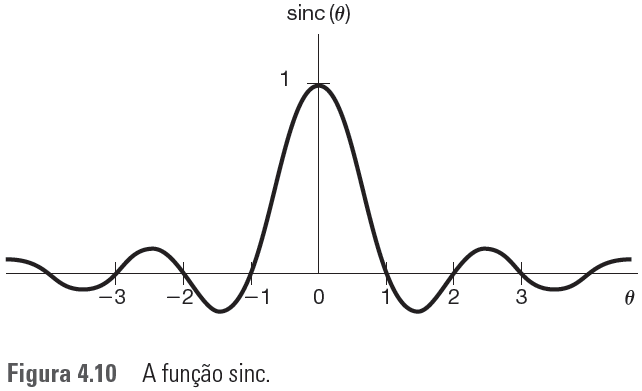 sinc (θ)
1
−3 −2 −1 0 1 2 3 θ
Figura 4.10 A função sinc.